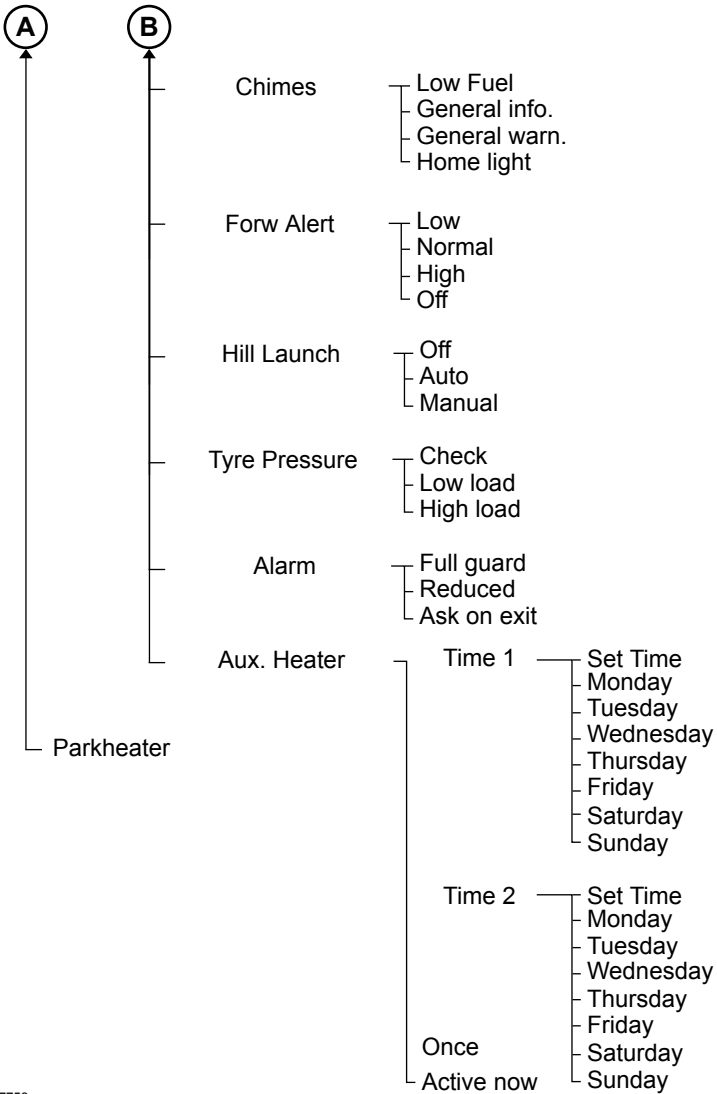 A
B
Chimes
Low Fuel
General info.
General warn.
Home light
Forw Alert
Low
Normal
High
Off
Hill Launch
Off
Auto
Manual
Tyre Pressure
Check
Low load
High load
Alarm
Full guard
Reduced
Ask on exit
Aux. Heater
Time 1
Set Time
Monday
Tuesday
Wednesday
Thursday
Friday
Saturday
Sunday
Parkheater
Time 2
Set Time
Monday
Tuesday
Wednesday
Thursday
Friday
Saturday
Sunday
Once
Active now